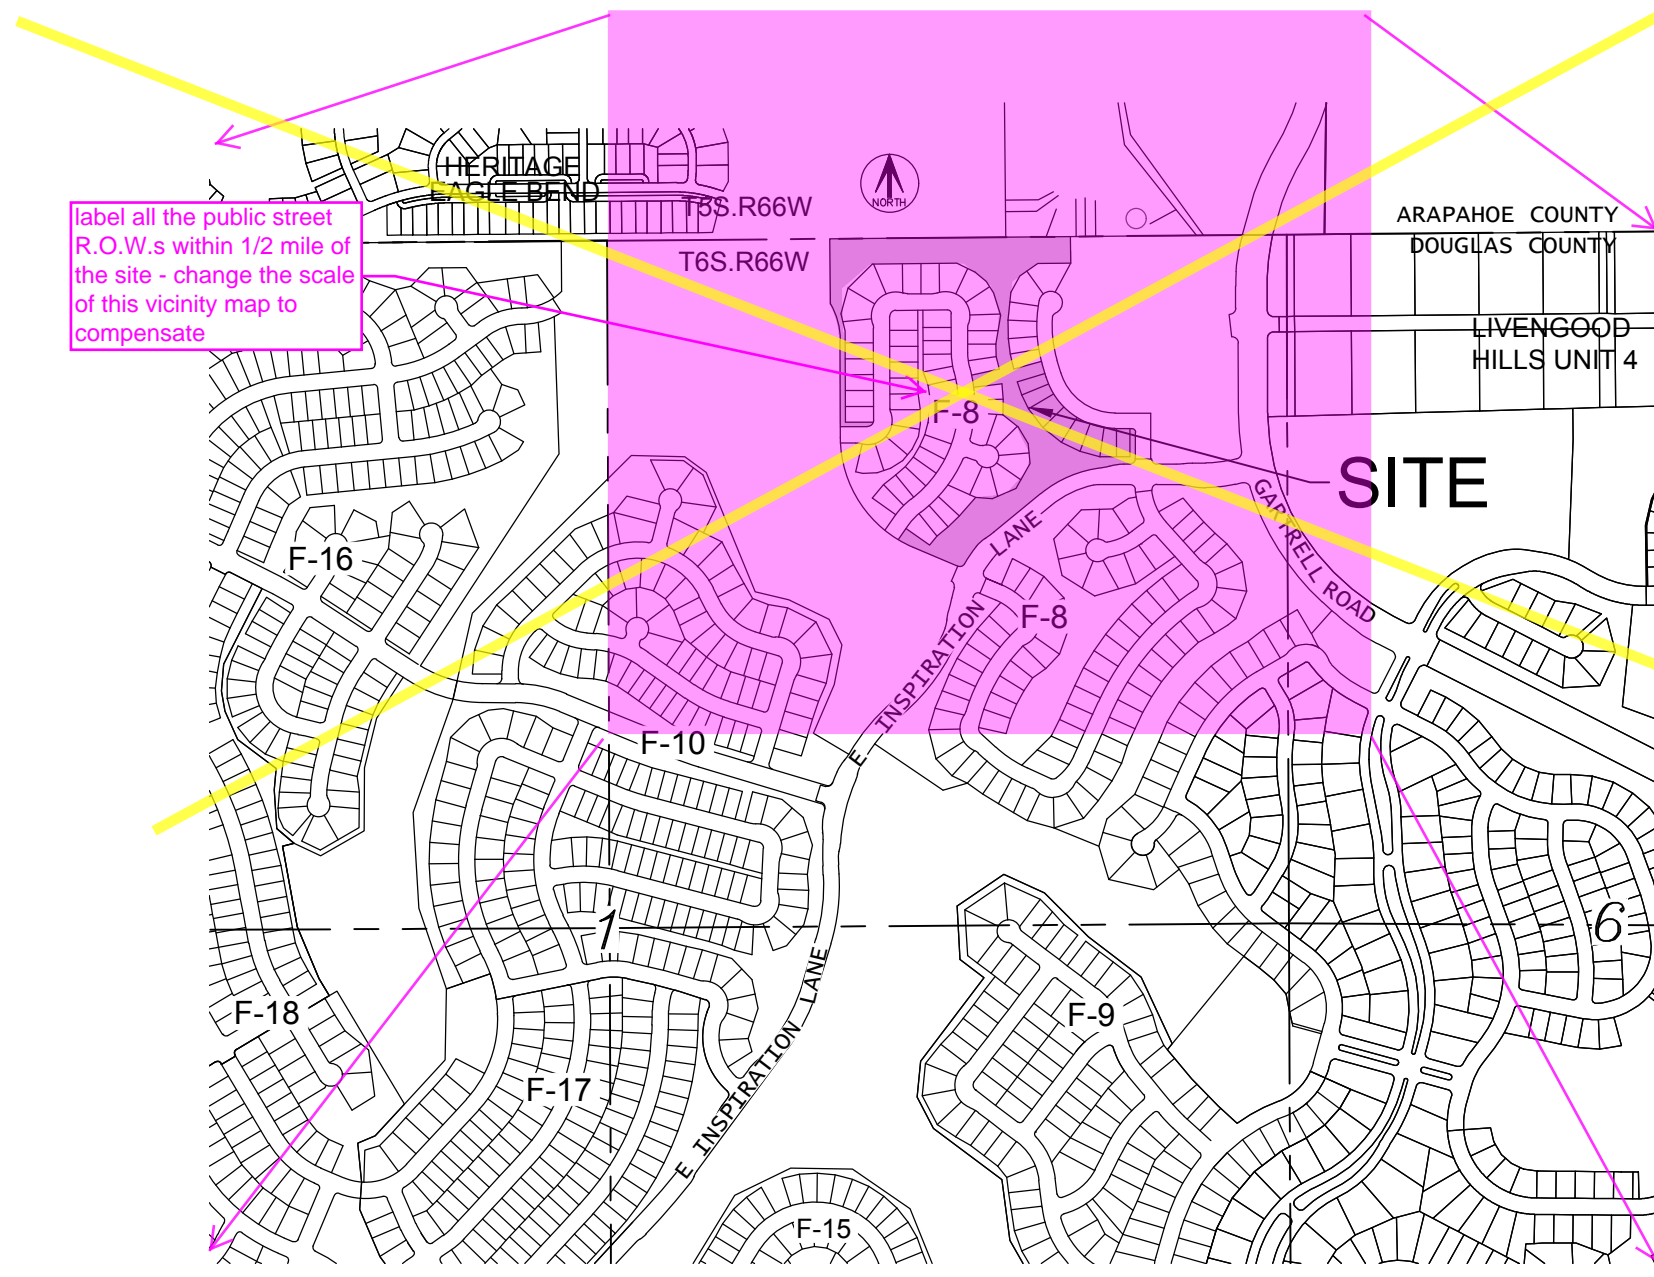 HERITAGE
EAGLE BEND
T5S.R66W
NORTH
ARAPAHOE COUNTY
DOUGLAS COUNTY
label all the public street
R.O.W.s within 1/2 mile of
the site - change the scale
of this vicinity map to
compensate
T6S.R66W
LIVENGOOD
HILLS UNIT 4
F-8
SITE
GARTRELL ROAD
LANE
F-16
F-8
E INSPIRATION
F-10
1
6
F-18
F-9
E INSPIRATION LANE
F-17
F-15